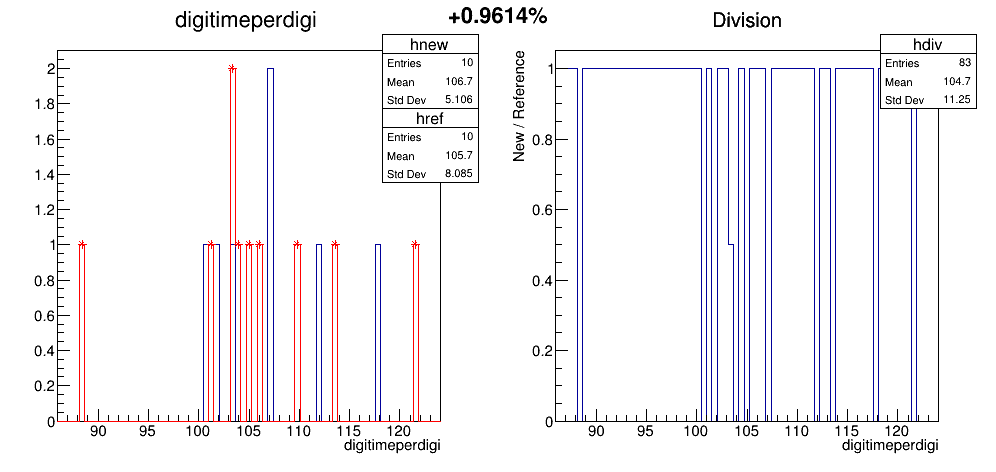 +0.9614%
digitimeperdigi
hnew
Entries 10
Mean 106.7
Std Dev 5.106
href
Entries 10
Mean 105.7
Std Dev 8.085
2
1.8
1.6
1.4
1.2
1
0.8
0.6
0.4
0.2
0
90 95 100 105 110 115 120
digitimeperdigi
Division
hdiv
Entries 83
Mean 104.7
Std Dev 11.25
New / Reference
1
0.8
0.6
0.4
0.2
0
90 95 100 105 110 115 120
digitimeperdigi